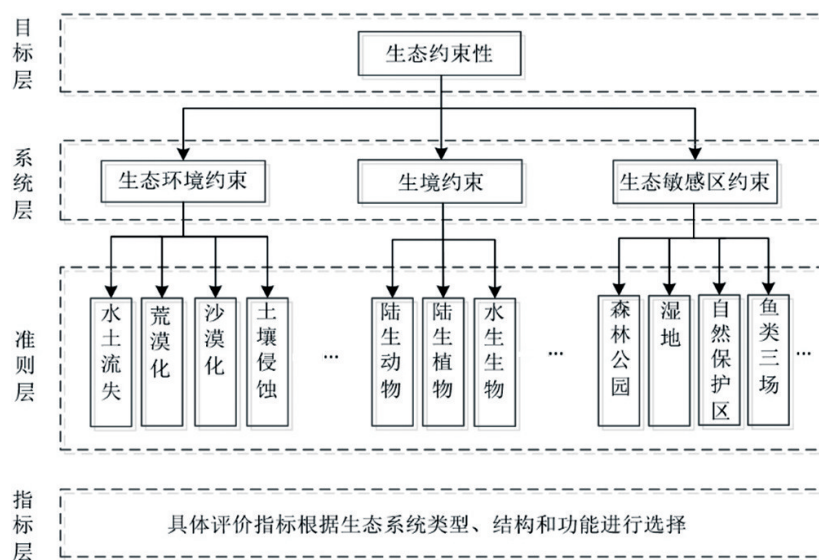 目标层
生态约束性
系统层
生态环境约束
生境约束
生态敏感区约束
准则层
水土流失
荒漠化
沙漠化
土壤侵蚀
...
陆生动物
陆生植物
水生生物
...
森林公园
湿地
自然保护区
鱼类三场
...
指标层
具体评价指标根据生态系统类型、结构和功能进行选择